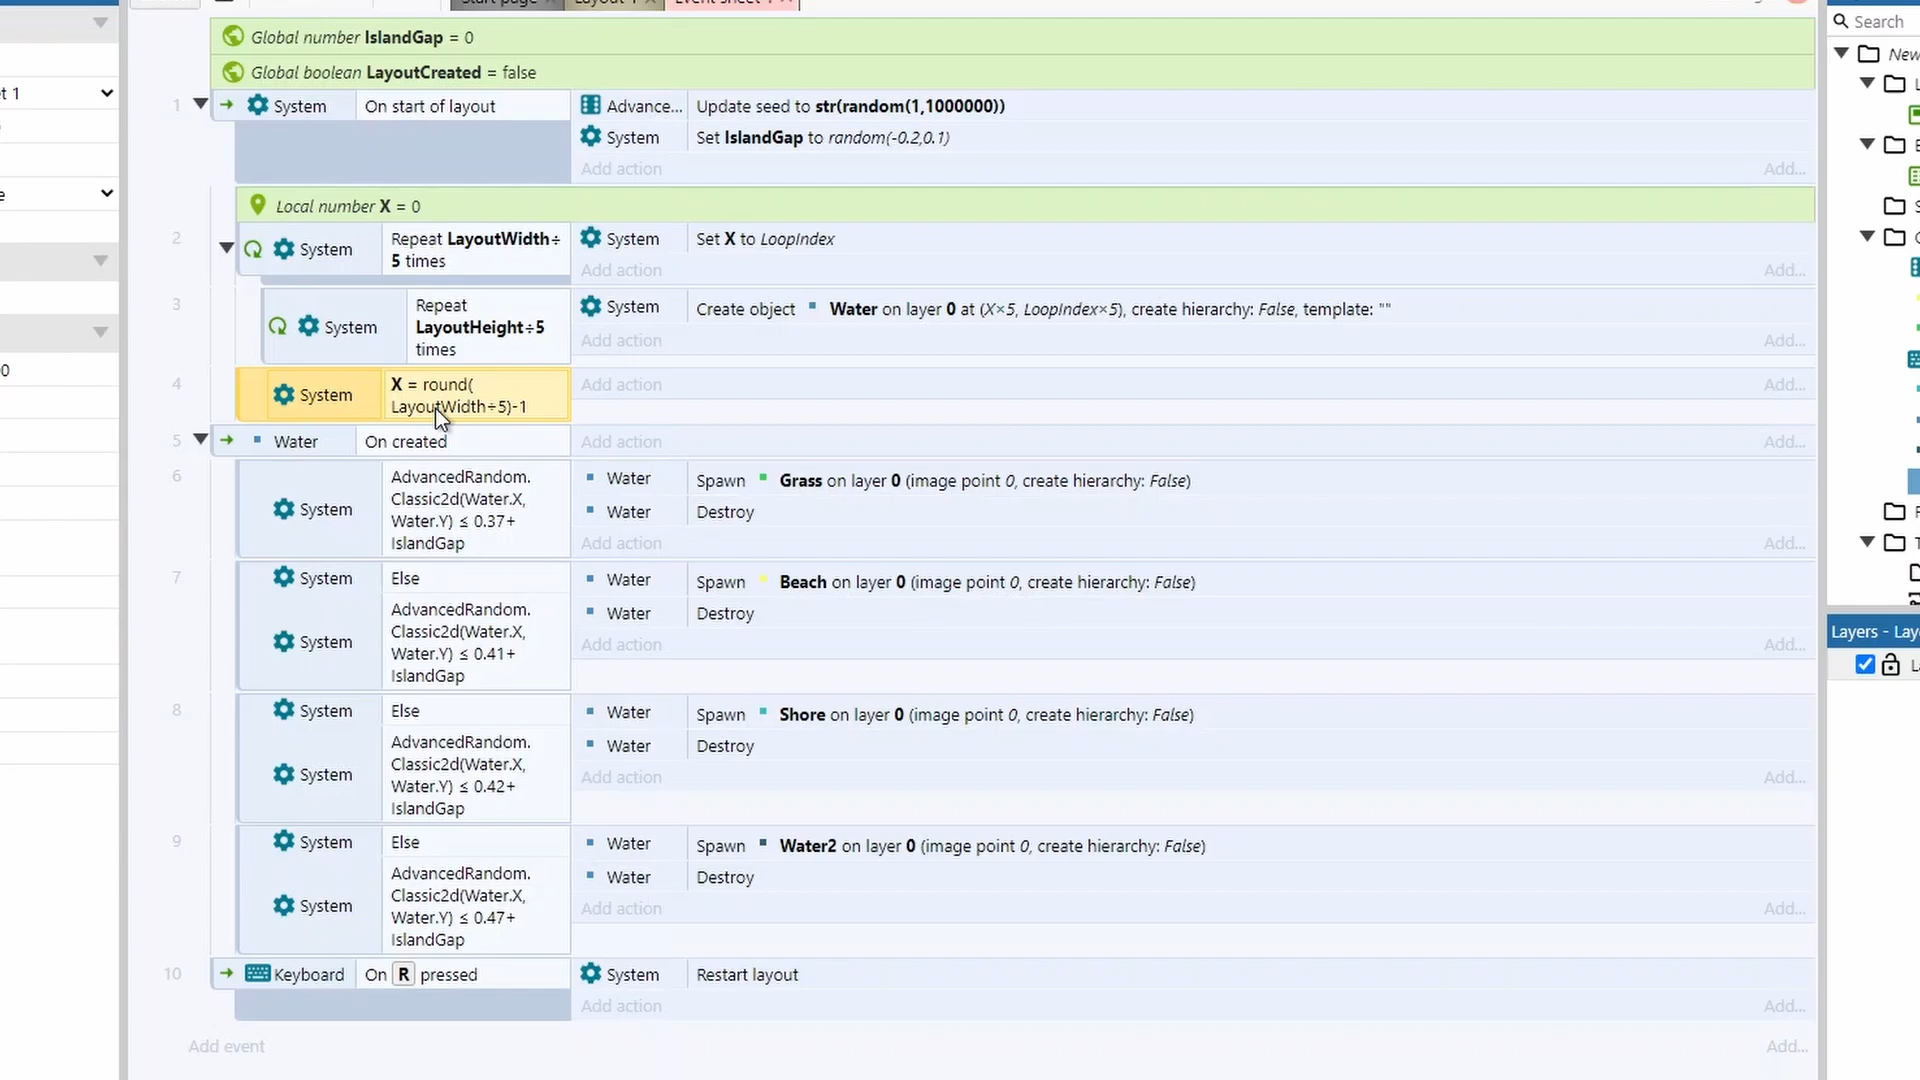 Start page
Layout 1
Event sheet 1
Global number IslandGap = 0
Global boolean LayoutCreated = false
1
System
On start of layout
Advance...
Update seed to str(random(1,1000000))
System
Set IslandGap to random(-0.2,0.1)
Add action
Add...
Local number X = 0
2
System
Repeat LayoutWidth÷
5 times
System
Set X to LoopIndex
Add action
Add...
3
System
Repeat
LayoutHeight÷5
times
System
Create object Water on layer 0 at (X×5, LoopIndex×5), create hierarchy: False, template: ""
Add action
Add...
4
System
X = round(
LayoutWidth÷5)-1
Add action
Add...
5
Water
On created
Add action
Add...
6
System
AdvancedRandom.
Classic2d(Water.X,
Water.Y) ≤ 0.37+
IslandGap
Water
Spawn Grass on layer 0 (image point 0, create hierarchy: False)
Water
Destroy
Add action
Add...
7
System
Else
System
AdvancedRandom.
Classic2d(Water.X,
Water.Y) ≤ 0.41+
IslandGap
Water
Spawn Beach on layer 0 (image point 0, create hierarchy: False)
Water
Destroy
Add action
Add...
8
System
Else
System
AdvancedRandom.
Classic2d(Water.X,
Water.Y) ≤ 0.42+
IslandGap
Water
Spawn Shore on layer 0 (image point 0, create hierarchy: False)
Water
Destroy
Add action
Add...
9
System
Else
System
AdvancedRandom.
Classic2d(Water.X,
Water.Y) ≤ 0.47+
IslandGap
Water
Spawn Water2 on layer 0 (image point 0, create hierarchy: False)
Water
Destroy
Add action
Add...
10
Keyboard
On R pressed
System
Restart layout
Add action
Add...
Add event
Add...
et 1
Search
New
Layers - Lay